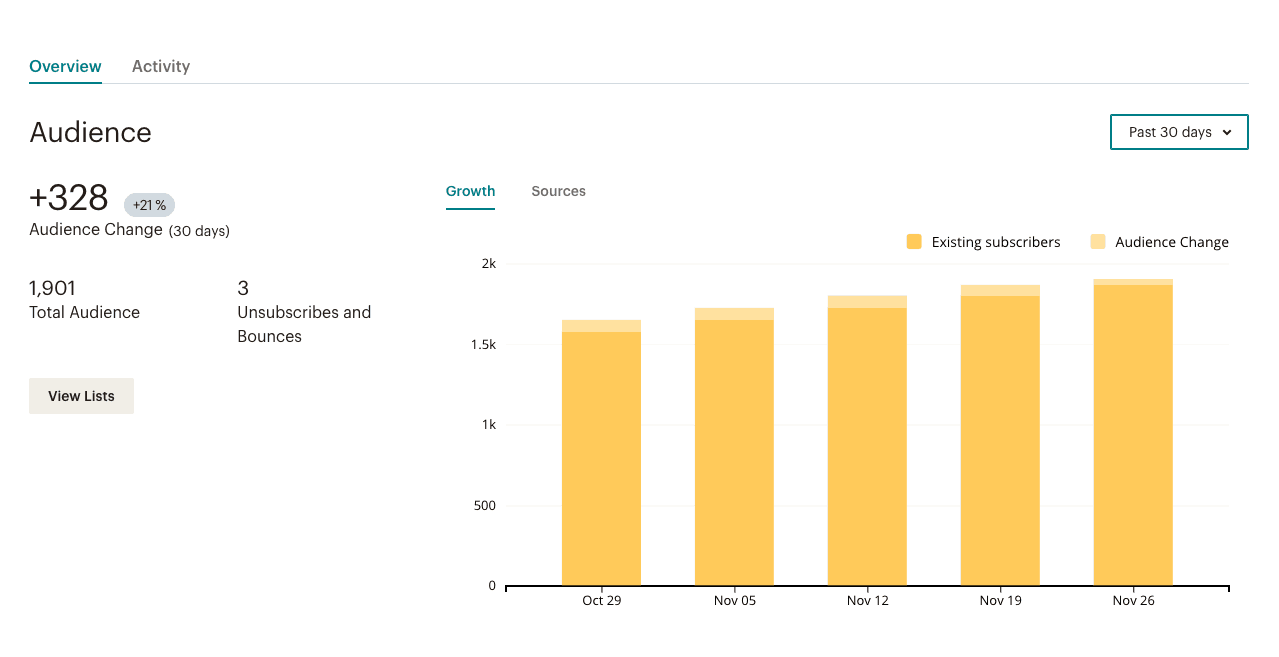 Overview Activity
Audience
Past 30 days
+328 +21 %
Audience Change (30 days)
1,901
Total Audience
3
Unsubscribes and
Bounces
View Lists
Growth Sources
Existing subscribers Audience Change
2k
1.5k
1k
500
0
Oct 29 Nov 05 Nov 12 Nov 19 Nov 26